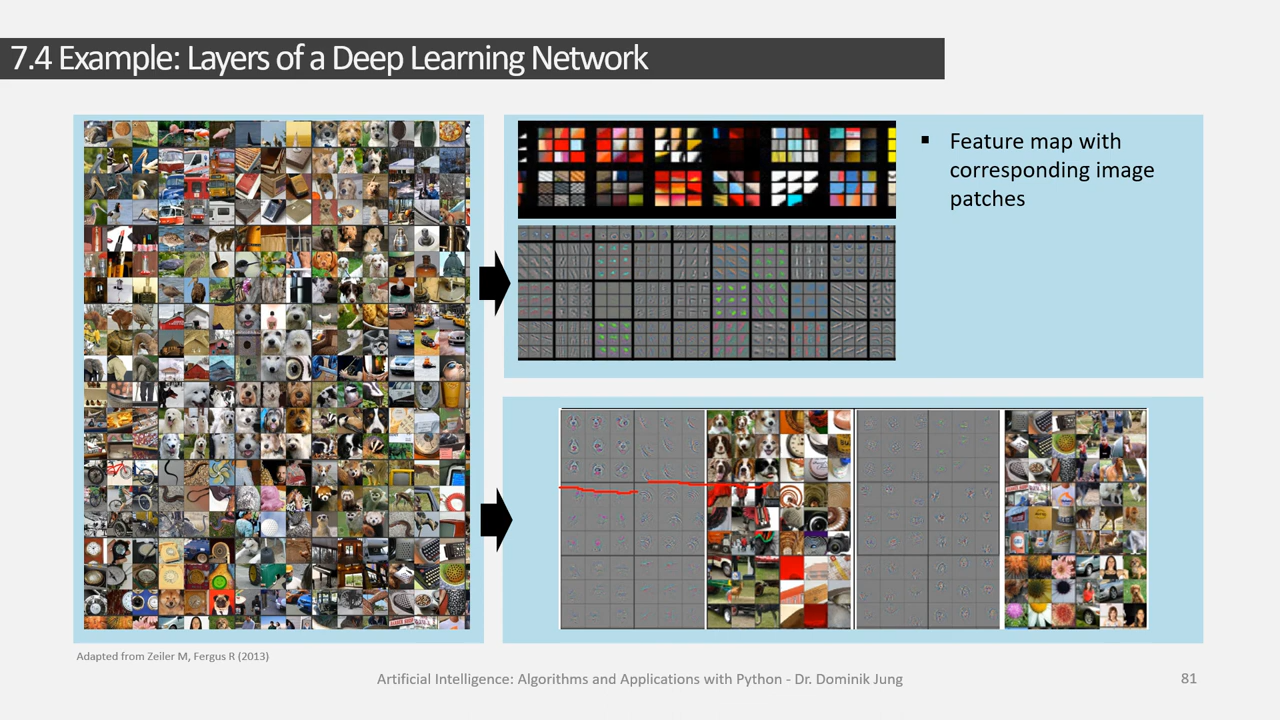 7.4 Example: Layers of a Deep Learning Network
▪ Feature map with
corresponding image
patches
Adapted from Zeiler M, Fergus R (2013)
Artificial Intelligence: Algorithms and Applications with Python - Dr. Dominik Jung
81